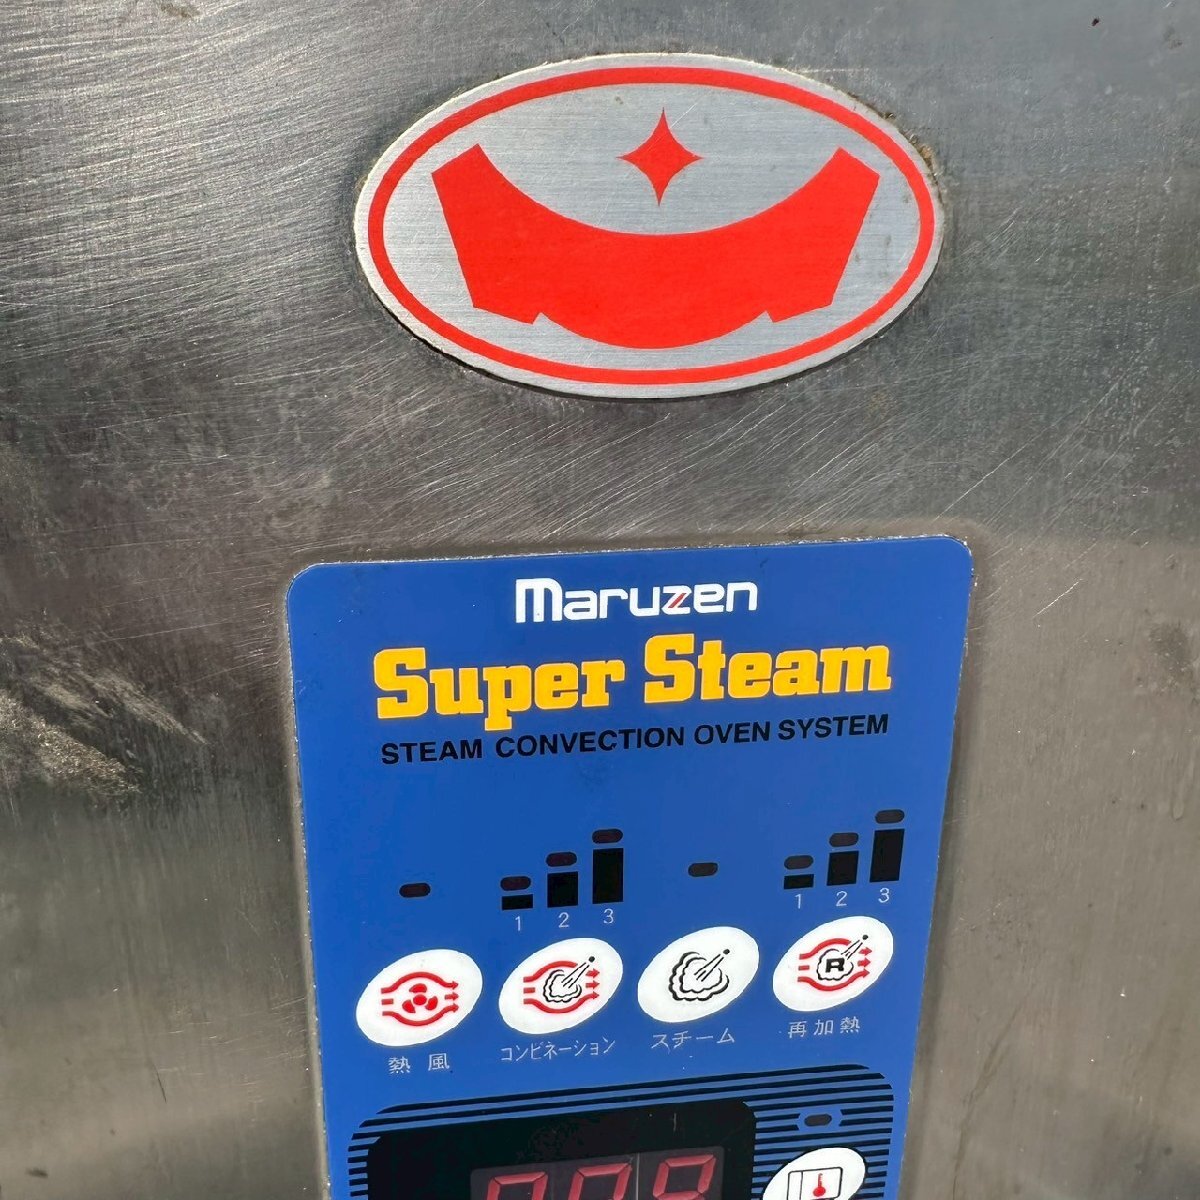 maruzen
Super Steam
STEAM CONVECTION OVEN SYSTEM
1 2 3
1 2 3
R
熱風
コンビネーション
スチーム
再加熱